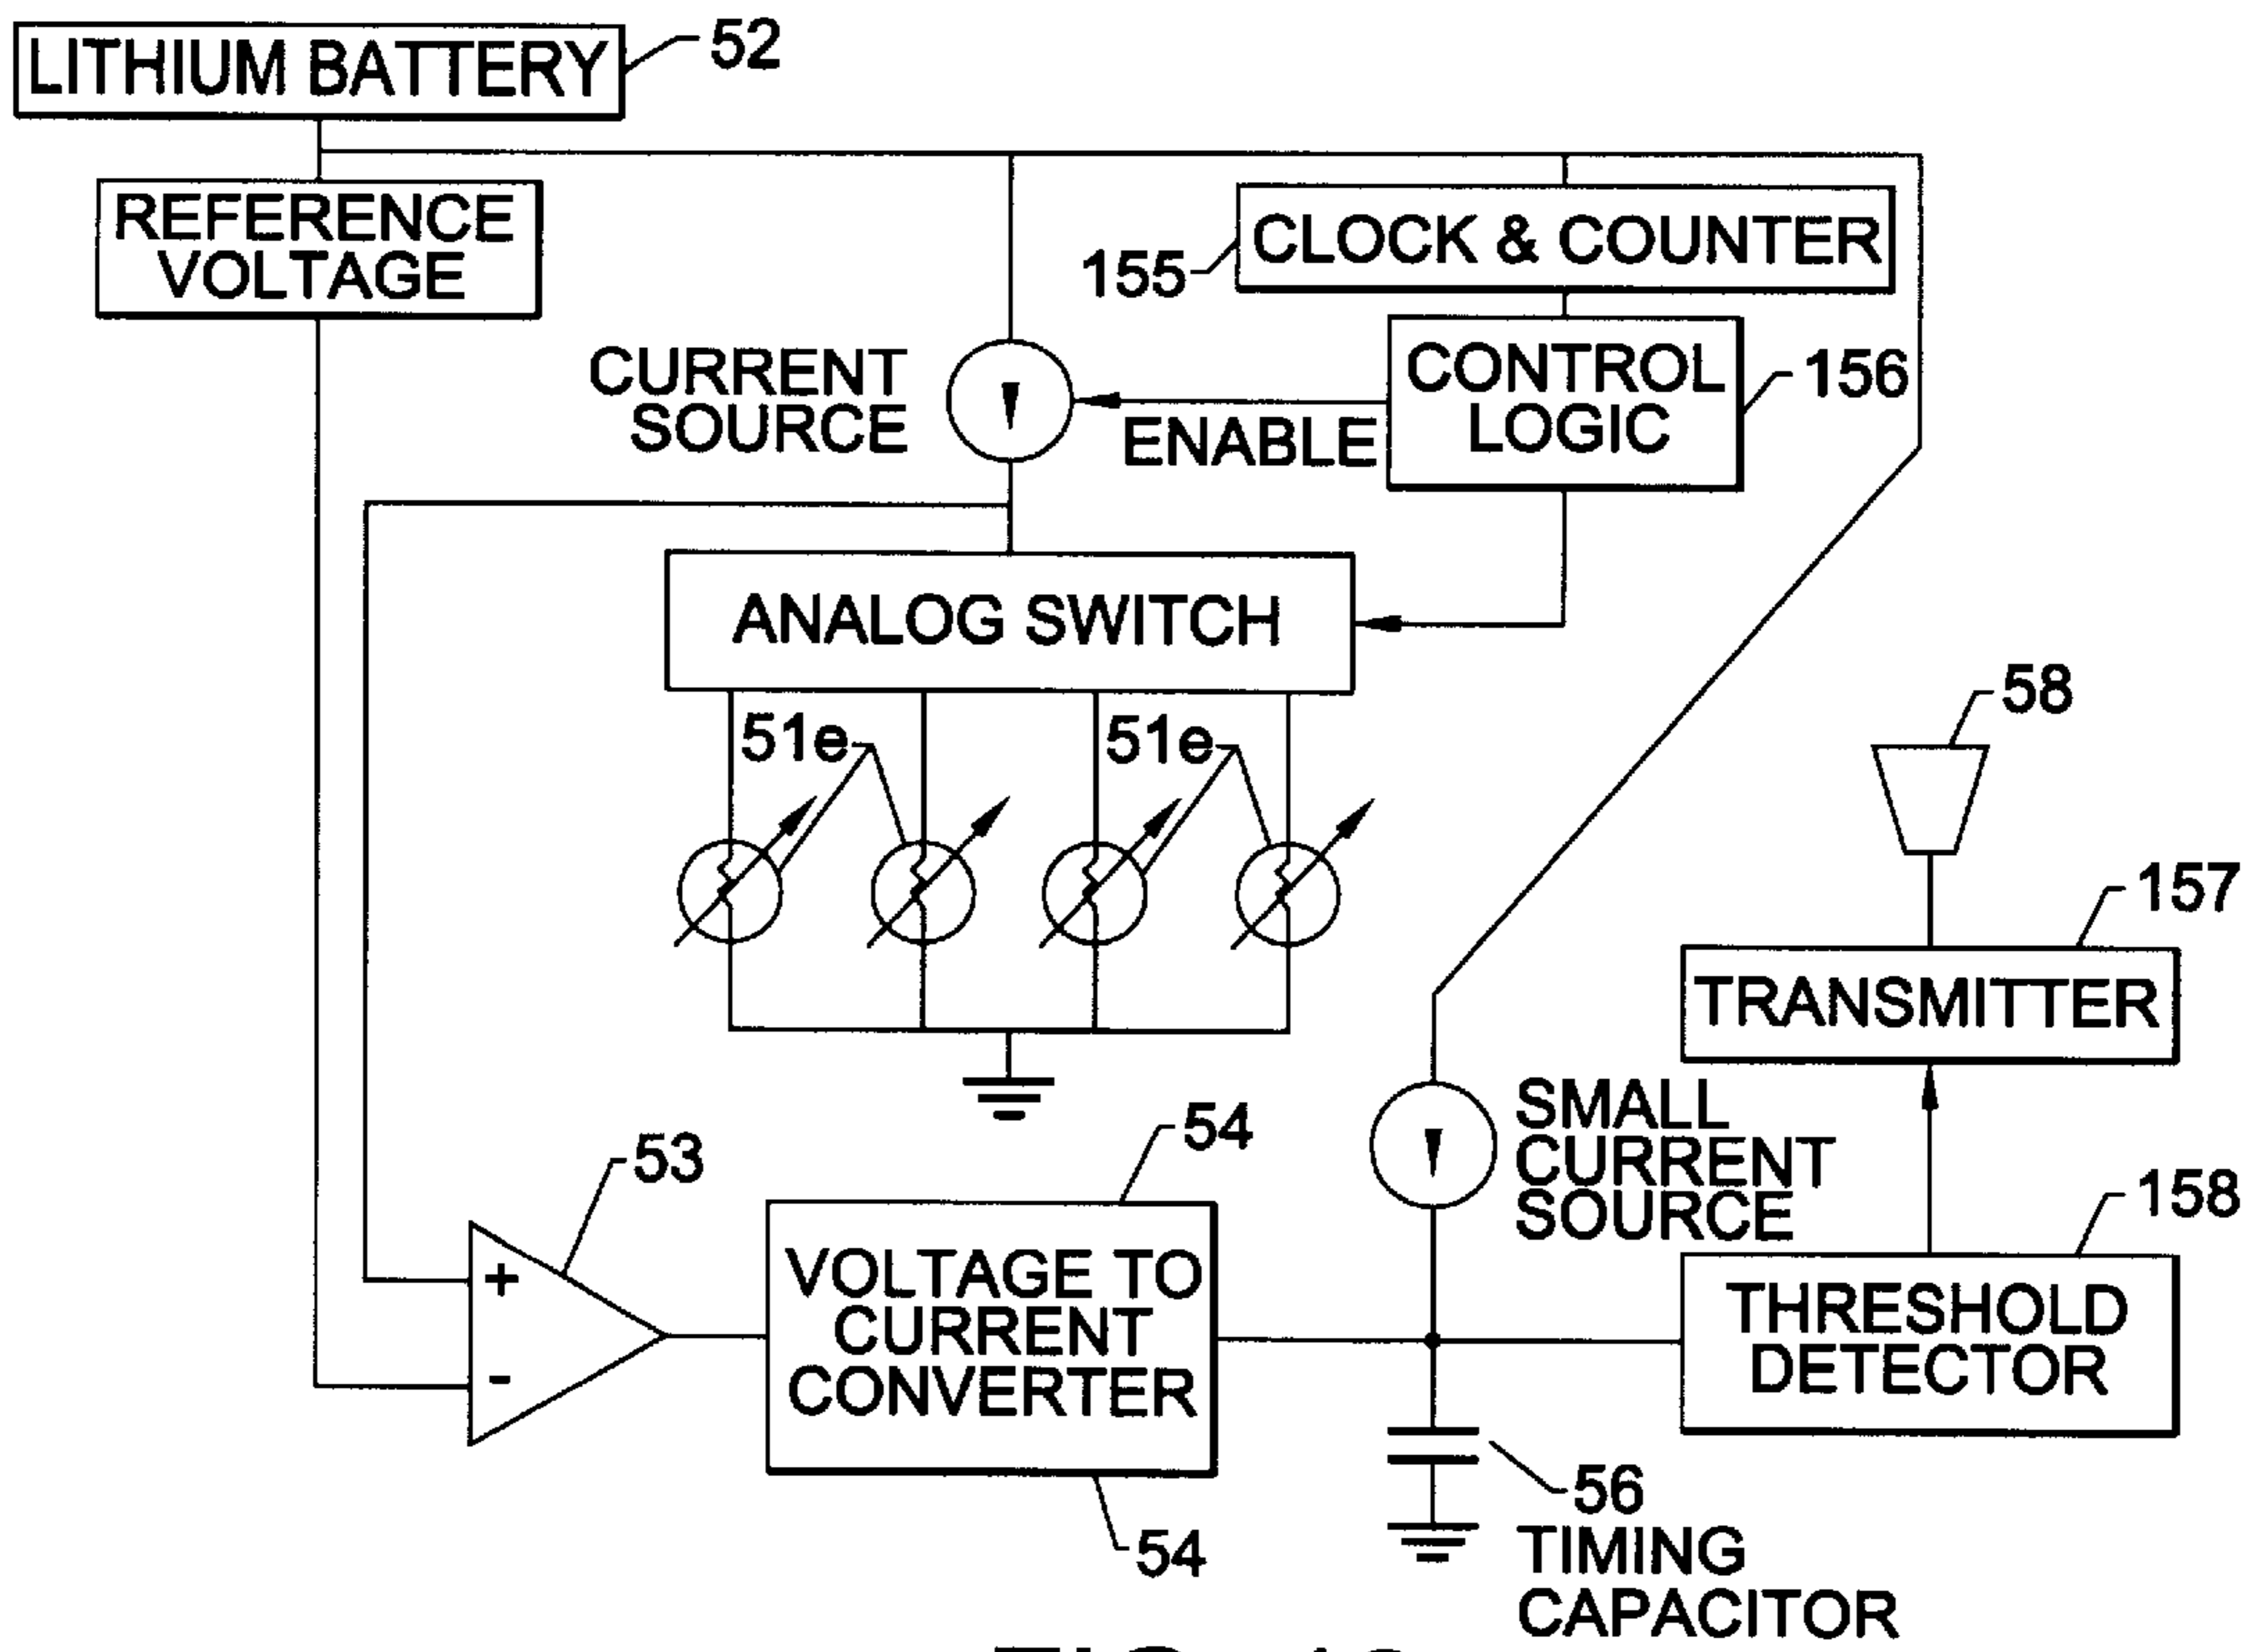 LITHIUM BATTERY
52
REFERENCE
VOLTAGE
CLOCK & COUNTER
155
CURRENT
SOURCE
ENABLE
CONTROL
LOGIC
156
ANALOG SWITCH
51e
51e
58
157
TRANSMITTER
SMALL
CURRENT
SOURCE
53
54
+
-
VOLTAGE TO
CURRENT
CONVERTER
54
158
THRESHOLD
DETECTOR
56
TIMING
CAPACITOR